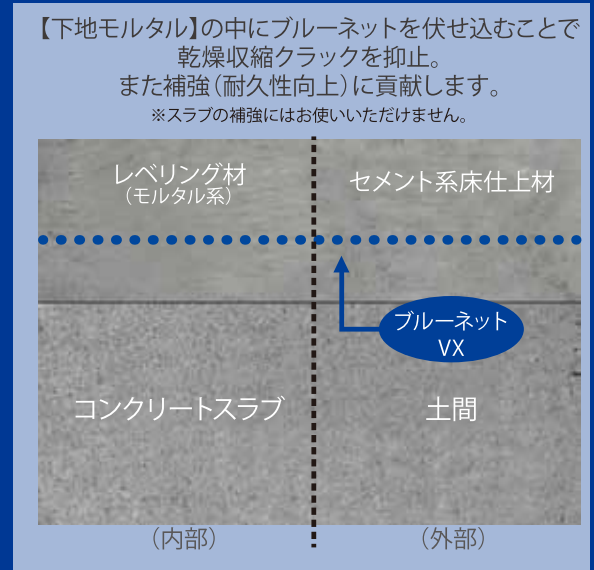 【下地モルタル】の中にブルーネットを伏せ込むことで
乾燥収縮クラックを抑止。
また補強（耐久性向上）に貢献します。
※スラブの補強にはお使いいただけません。
レベリング材
（モルタル系）
セメント系床仕上材
ブルーネット
VX
コンクリートスラブ
土間
（内部）
（外部）